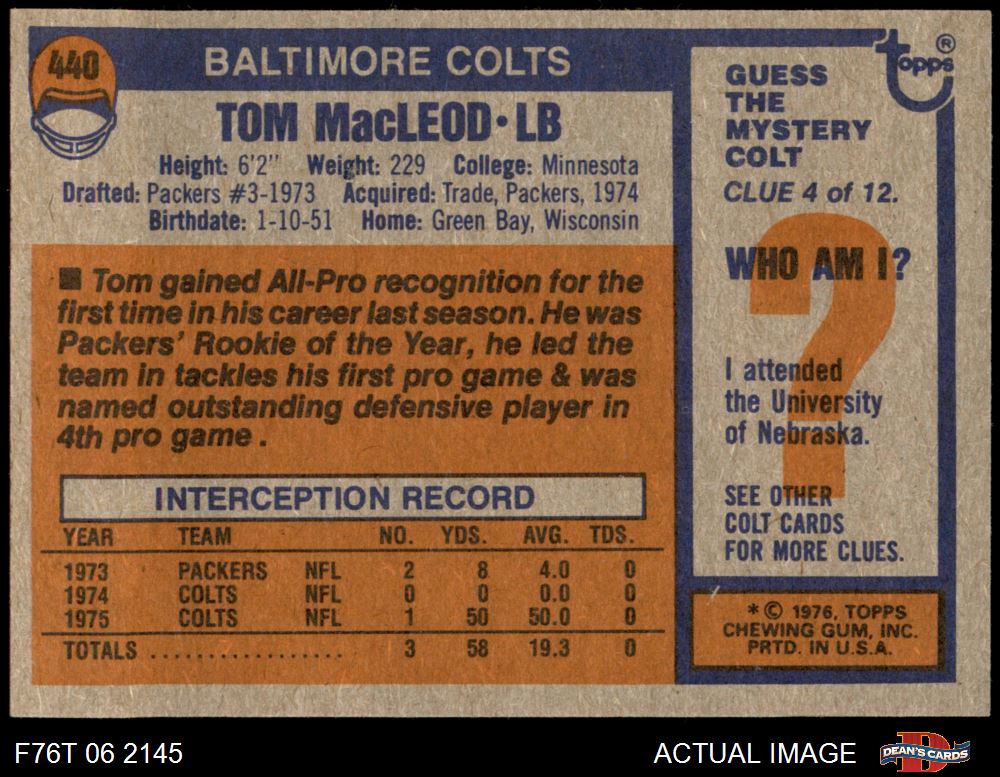 440
BALTIMORE COLTS
TOM MacLEOD•LB
Height: 6'2" Weight: 229 College: Minnesota
Drafted: Packers #3-1973 Acquired: Trade, Packers, 1974
Birthdate: 1-10-51 Home: Green Bay, Wisconsin
■ Tom gained All-Pro recognition for the
first time in his career last season. He was
Packers' Rookie of the Year, he led the
team in tackles his first pro game & was
named outstanding defensive player in
4th pro game.
INTERCEPTION RECORD
YEAR TEAM NO. YDS. AVG. TDS.
1973 PACKERS NFL 2 8 4.0 0
1974 COLTS NFL 0 0 0.0 0
1975 COLTS NFL 1 50 50.0 0
TOTALS ................. 3 58 19.3 0
topps ®
GUESS
THE
MYSTERY
COLT
CLUE 4 of 12.
WHO AM I?
?
I attended
the University
of Nebraska.
SEE OTHER
COLT CARDS
FOR MORE CLUES.
* © 1976, TOPPS
CHEWING GUM, INC.
PRTD. IN U.S.A.
F76T 06 2145
ACTUAL IMAGE
DEAN'S CARDS